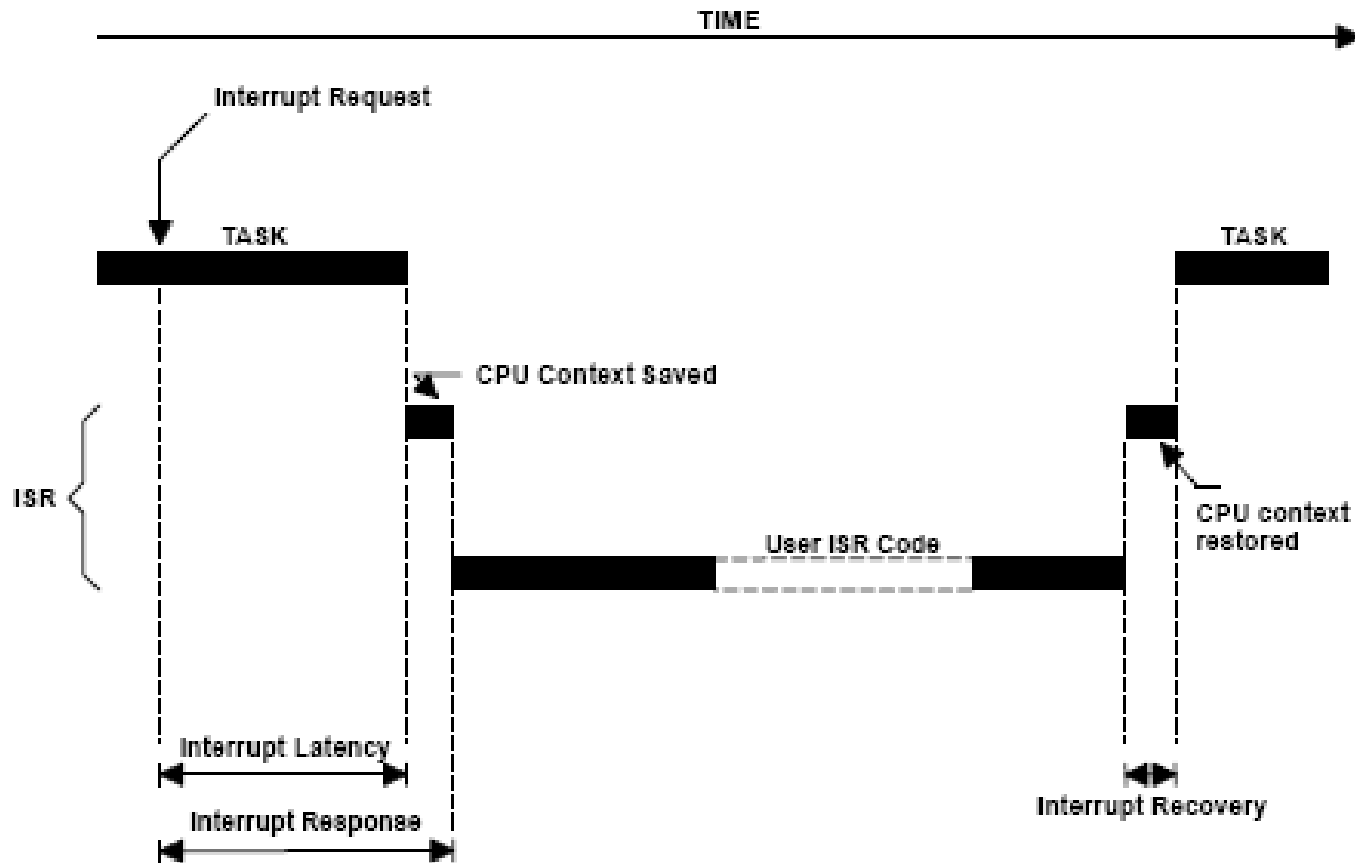 TIME
Interrupt Request
TASK
TASK
CPU Context Saved
ISR
CPU context
restored
User ISR Code
Interrupt Latency
Interrupt Recovery
Interrupt Response